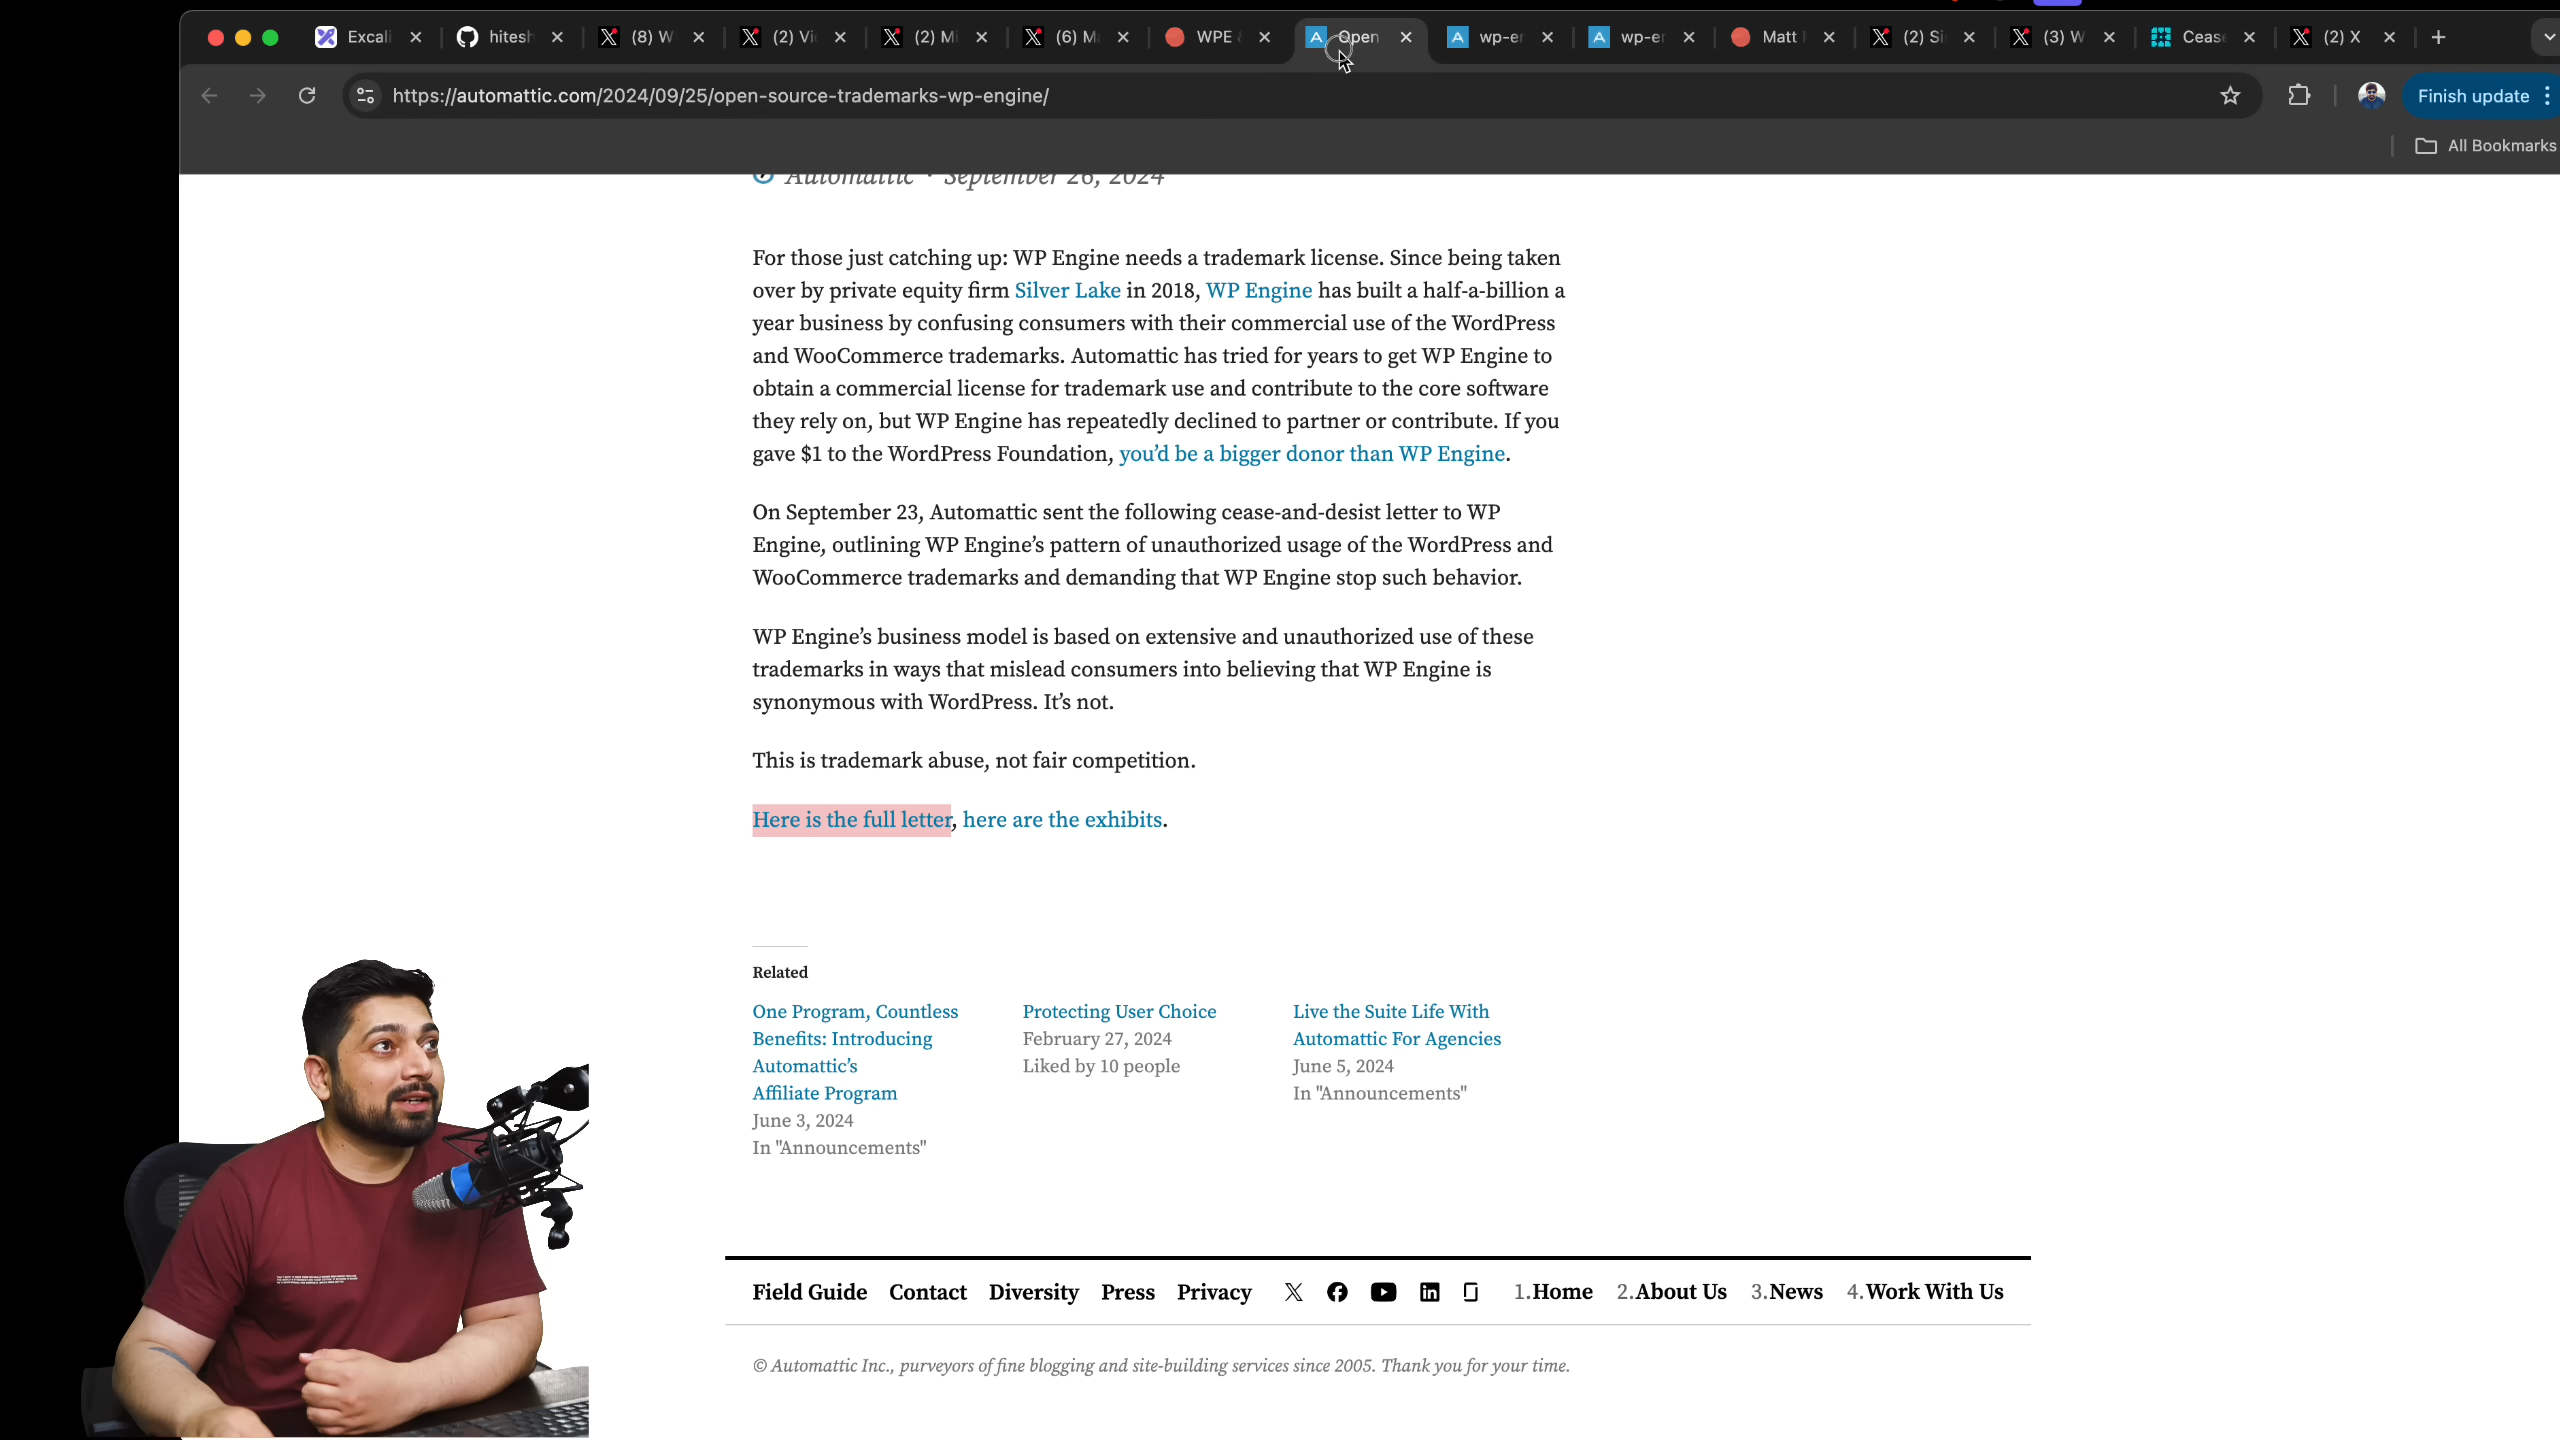 Excali
hitesh
(8) W
(2) Vi
(2) Mi
(6) Ma
WPE &
Open
wp-er
wp-er
Matt
(2) Si
(3) W
Cease
(2) X
https://automattic.com/2024/09/25/open-source-trademarks-wp-engine/
Finish update
All Bookmarks
Automattic · September 26, 2024
For those just catching up: WP Engine needs a trademark license. Since being taken
over by private equity firm Silver Lake in 2018, WP Engine has built a half-a-billion a
year business by confusing consumers with their commercial use of the WordPress
and WooCommerce trademarks. Automattic has tried for years to get WP Engine to
obtain a commercial license for trademark use and contribute to the core software
they rely on, but WP Engine has repeatedly declined to partner or contribute. If you
gave $1 to the WordPress Foundation, you’d be a bigger donor than WP Engine.
On September 23, Automattic sent the following cease-and-desist letter to WP
Engine, outlining WP Engine’s pattern of unauthorized usage of the WordPress and
WooCommerce trademarks and demanding that WP Engine stop such behavior.
WP Engine’s business model is based on extensive and unauthorized use of these
trademarks in ways that mislead consumers into believing that WP Engine is
synonymous with WordPress. It’s not.
This is trademark abuse, not fair competition.
Here is the full letter, here are the exhibits.
Related
One Program, Countless
Benefits: Introducing
Automattic’s
Affiliate Program
June 3, 2024
In "Announcements"
Protecting User Choice
February 27, 2024
Liked by 10 people
Live the Suite Life With
Automattic For Agencies
June 5, 2024
In "Announcements"
Field Guide Contact Diversity Press Privacy 1.Home 2.About Us 3.News 4.Work With Us
© Automattic Inc., purveyors of fine blogging and site-building services since 2005. Thank you for your time.